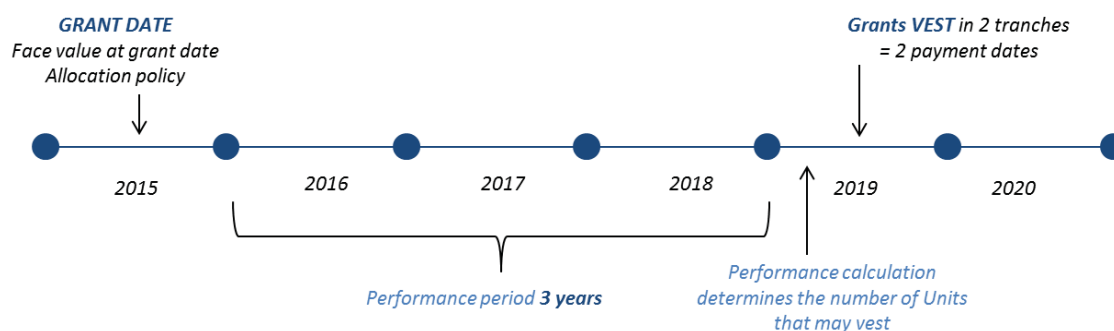 GRANT DATE
Face value at grant date
Allocation policy
Grants VEST in 2 tranches
= 2 payment dates
2015
2016
2017
2018
2019
2020
Performance period 3 years
Performance calculation
determines the number of Units
that may vest